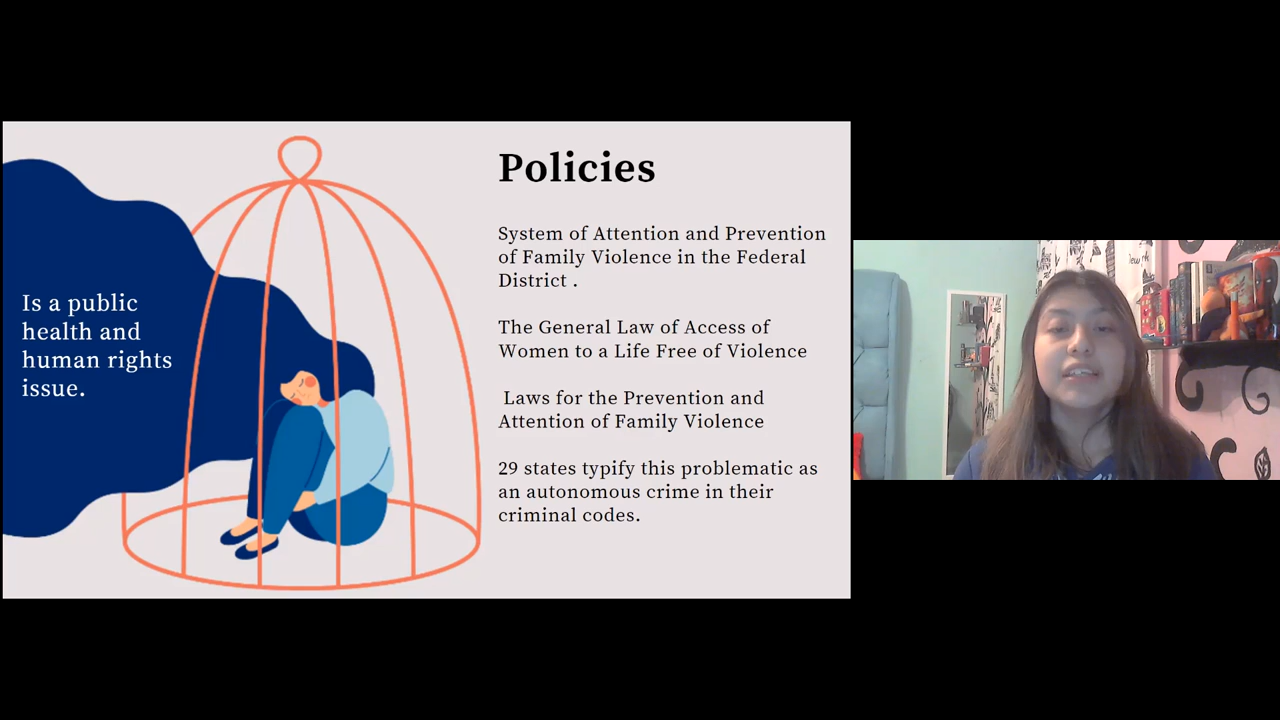 Policies
Is a public
health and
human rights
issue.
System of Attention and Prevention
of Family Violence in the Federal
District .
The General Law of Access of
Women to a Life Free of Violence
Laws for the Prevention and
Attention of Family Violence
29 states typify this problematic as
an autonomous crime in their
criminal codes.